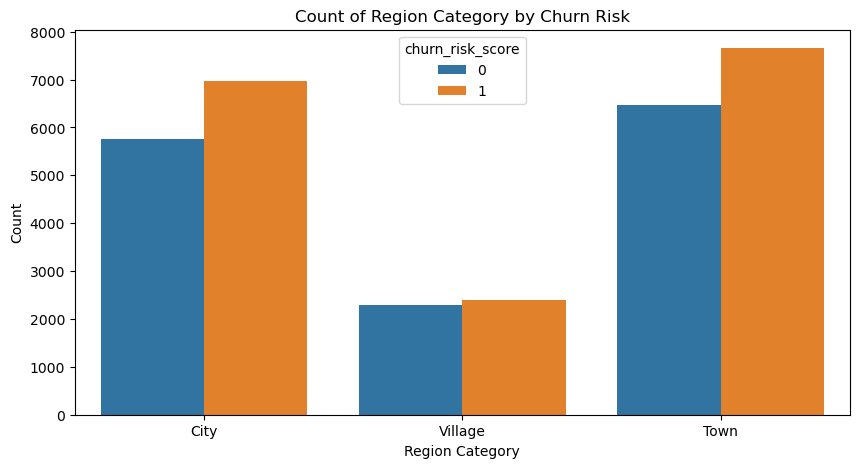 Count of Region Category by Churn Risk
churn_risk_score
0
1
8000
7000
6000
5000
4000
3000
2000
1000
0
Count
City
Village
Town
Region Category